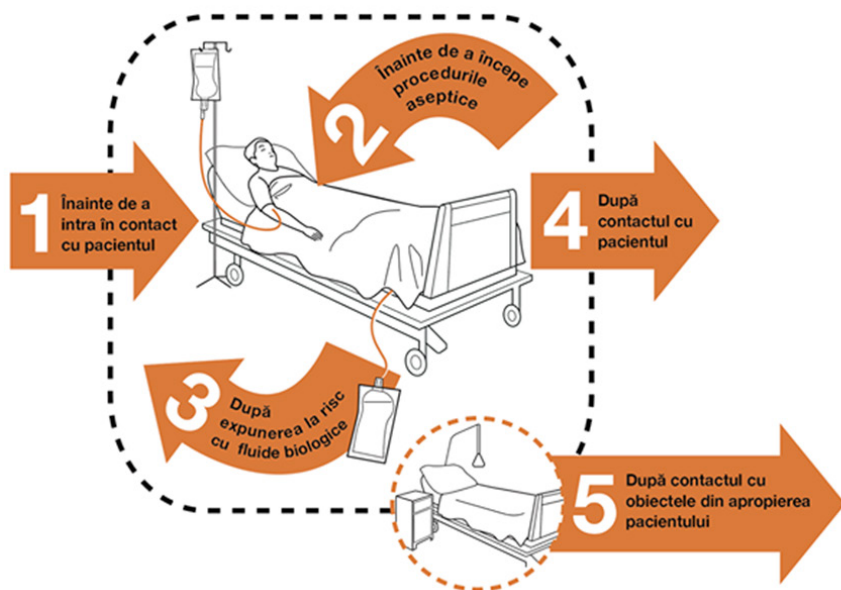 1
Înainte de a
intra în contact
cu pacientul
2
Înainte de a începe
procedurile
aseptice
3
După
expunerea la risc
cu fluide biologice
4
După
contactul cu
pacientul
5
După contactul cu
obiectele din apropierea
pacientului